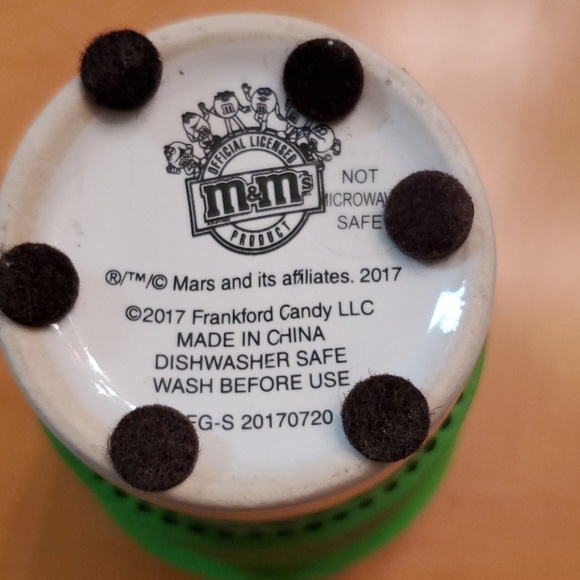 OFFICIAL LICENSED
m&m's
PRODUCT
NOT
SAFE
®/™/© Mars and its affiliates. 2017
©2017 Frankford Candy LLC
MADE IN CHINA
DISHWASHER SAFE
WASH BEFORE USE
FG-S 20170720